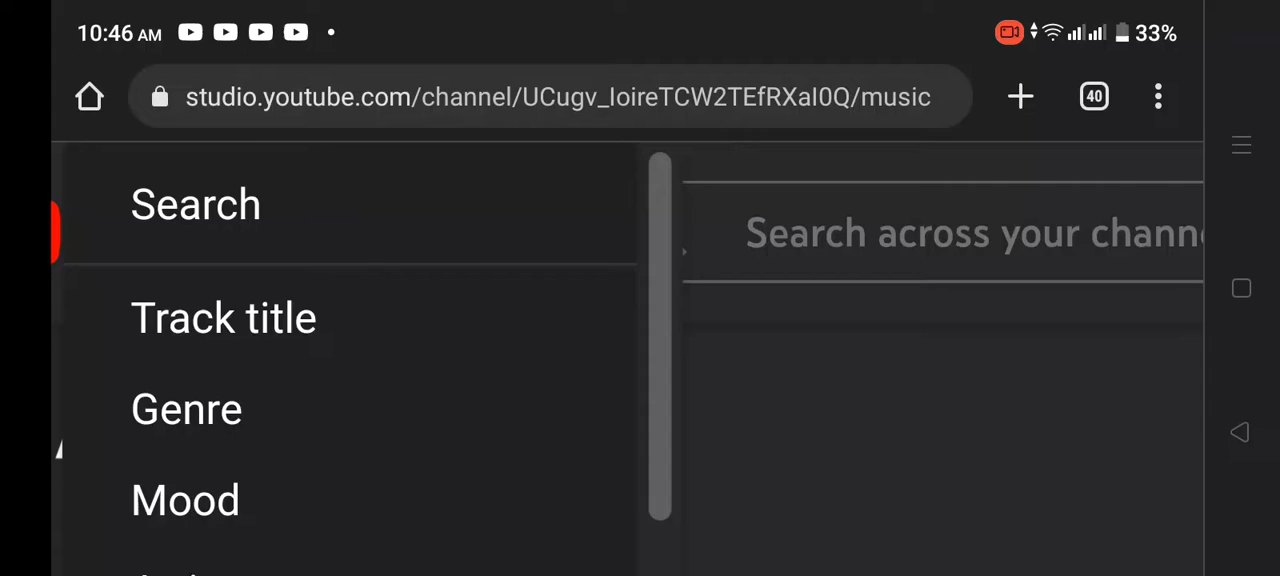 10:46 AM 33%
studio.youtube.com/channel/UCugv_IoireTCW2TEfRXaI0Q/music 40
Search
Search across your chann
Track title
Genre
Mood